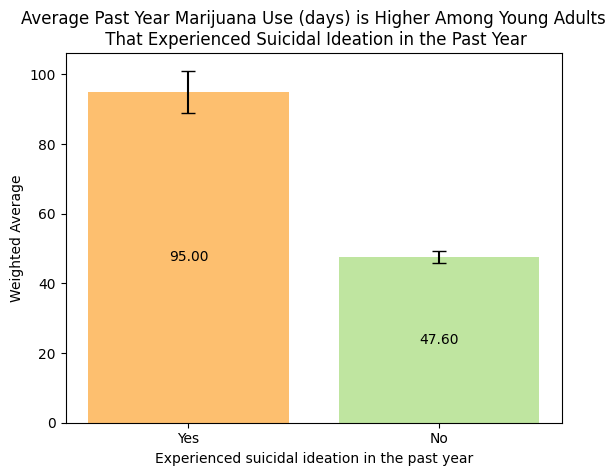 Average Past Year Marijuana Use (days) is Higher Among Young Adults
That Experienced Suicidal Ideation in the Past Year
Weighted Average
100
80
60
40
20
0
95.00
47.60
Yes
No
Experienced suicidal ideation in the past year